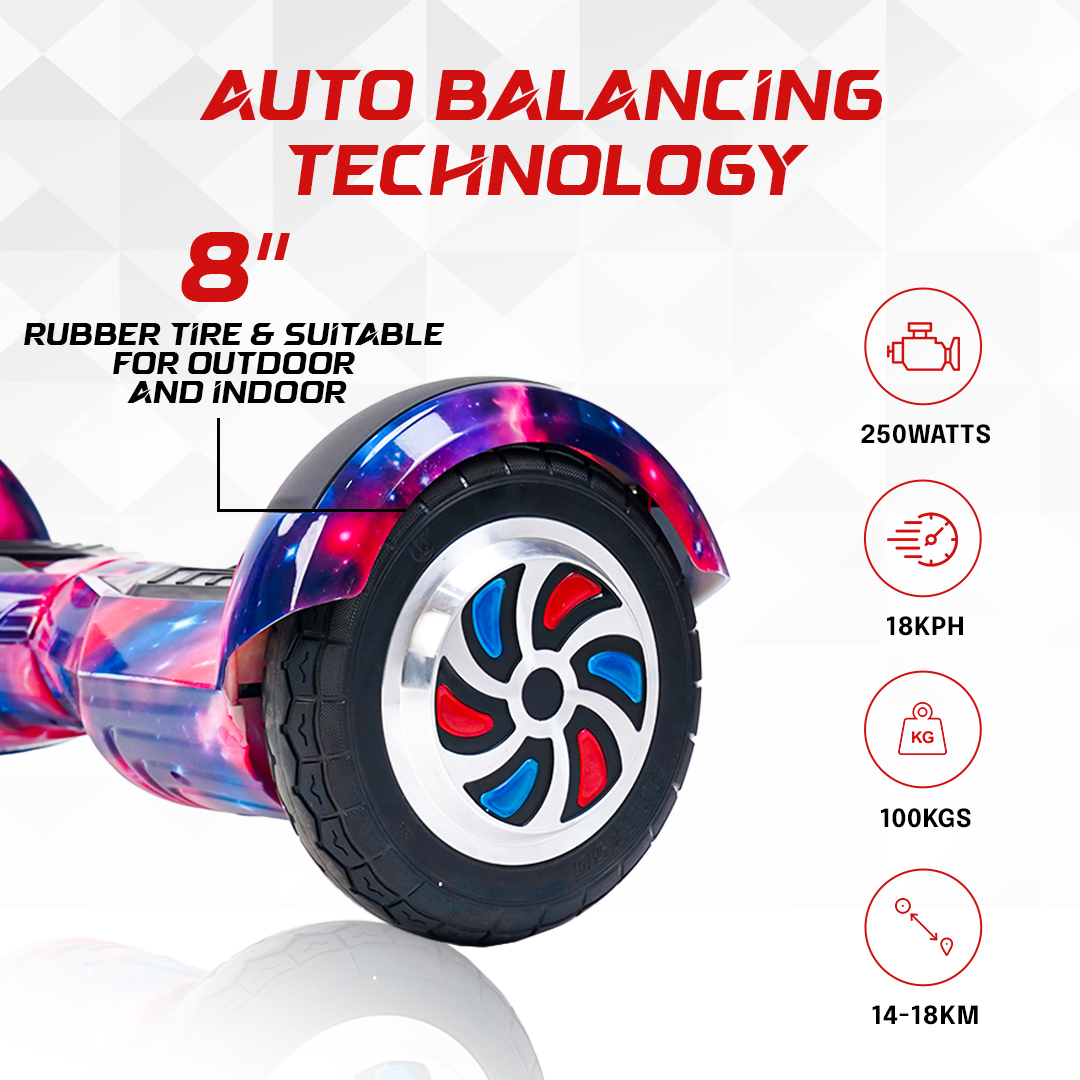 AUTO BALANCING
TECHNOLOGY
8"
RUBBER TIRE & SUITABLE
FOR OUTDOOR
AND INDOOR
250WATTS
18KPH
KG
100KGS
14-18KM